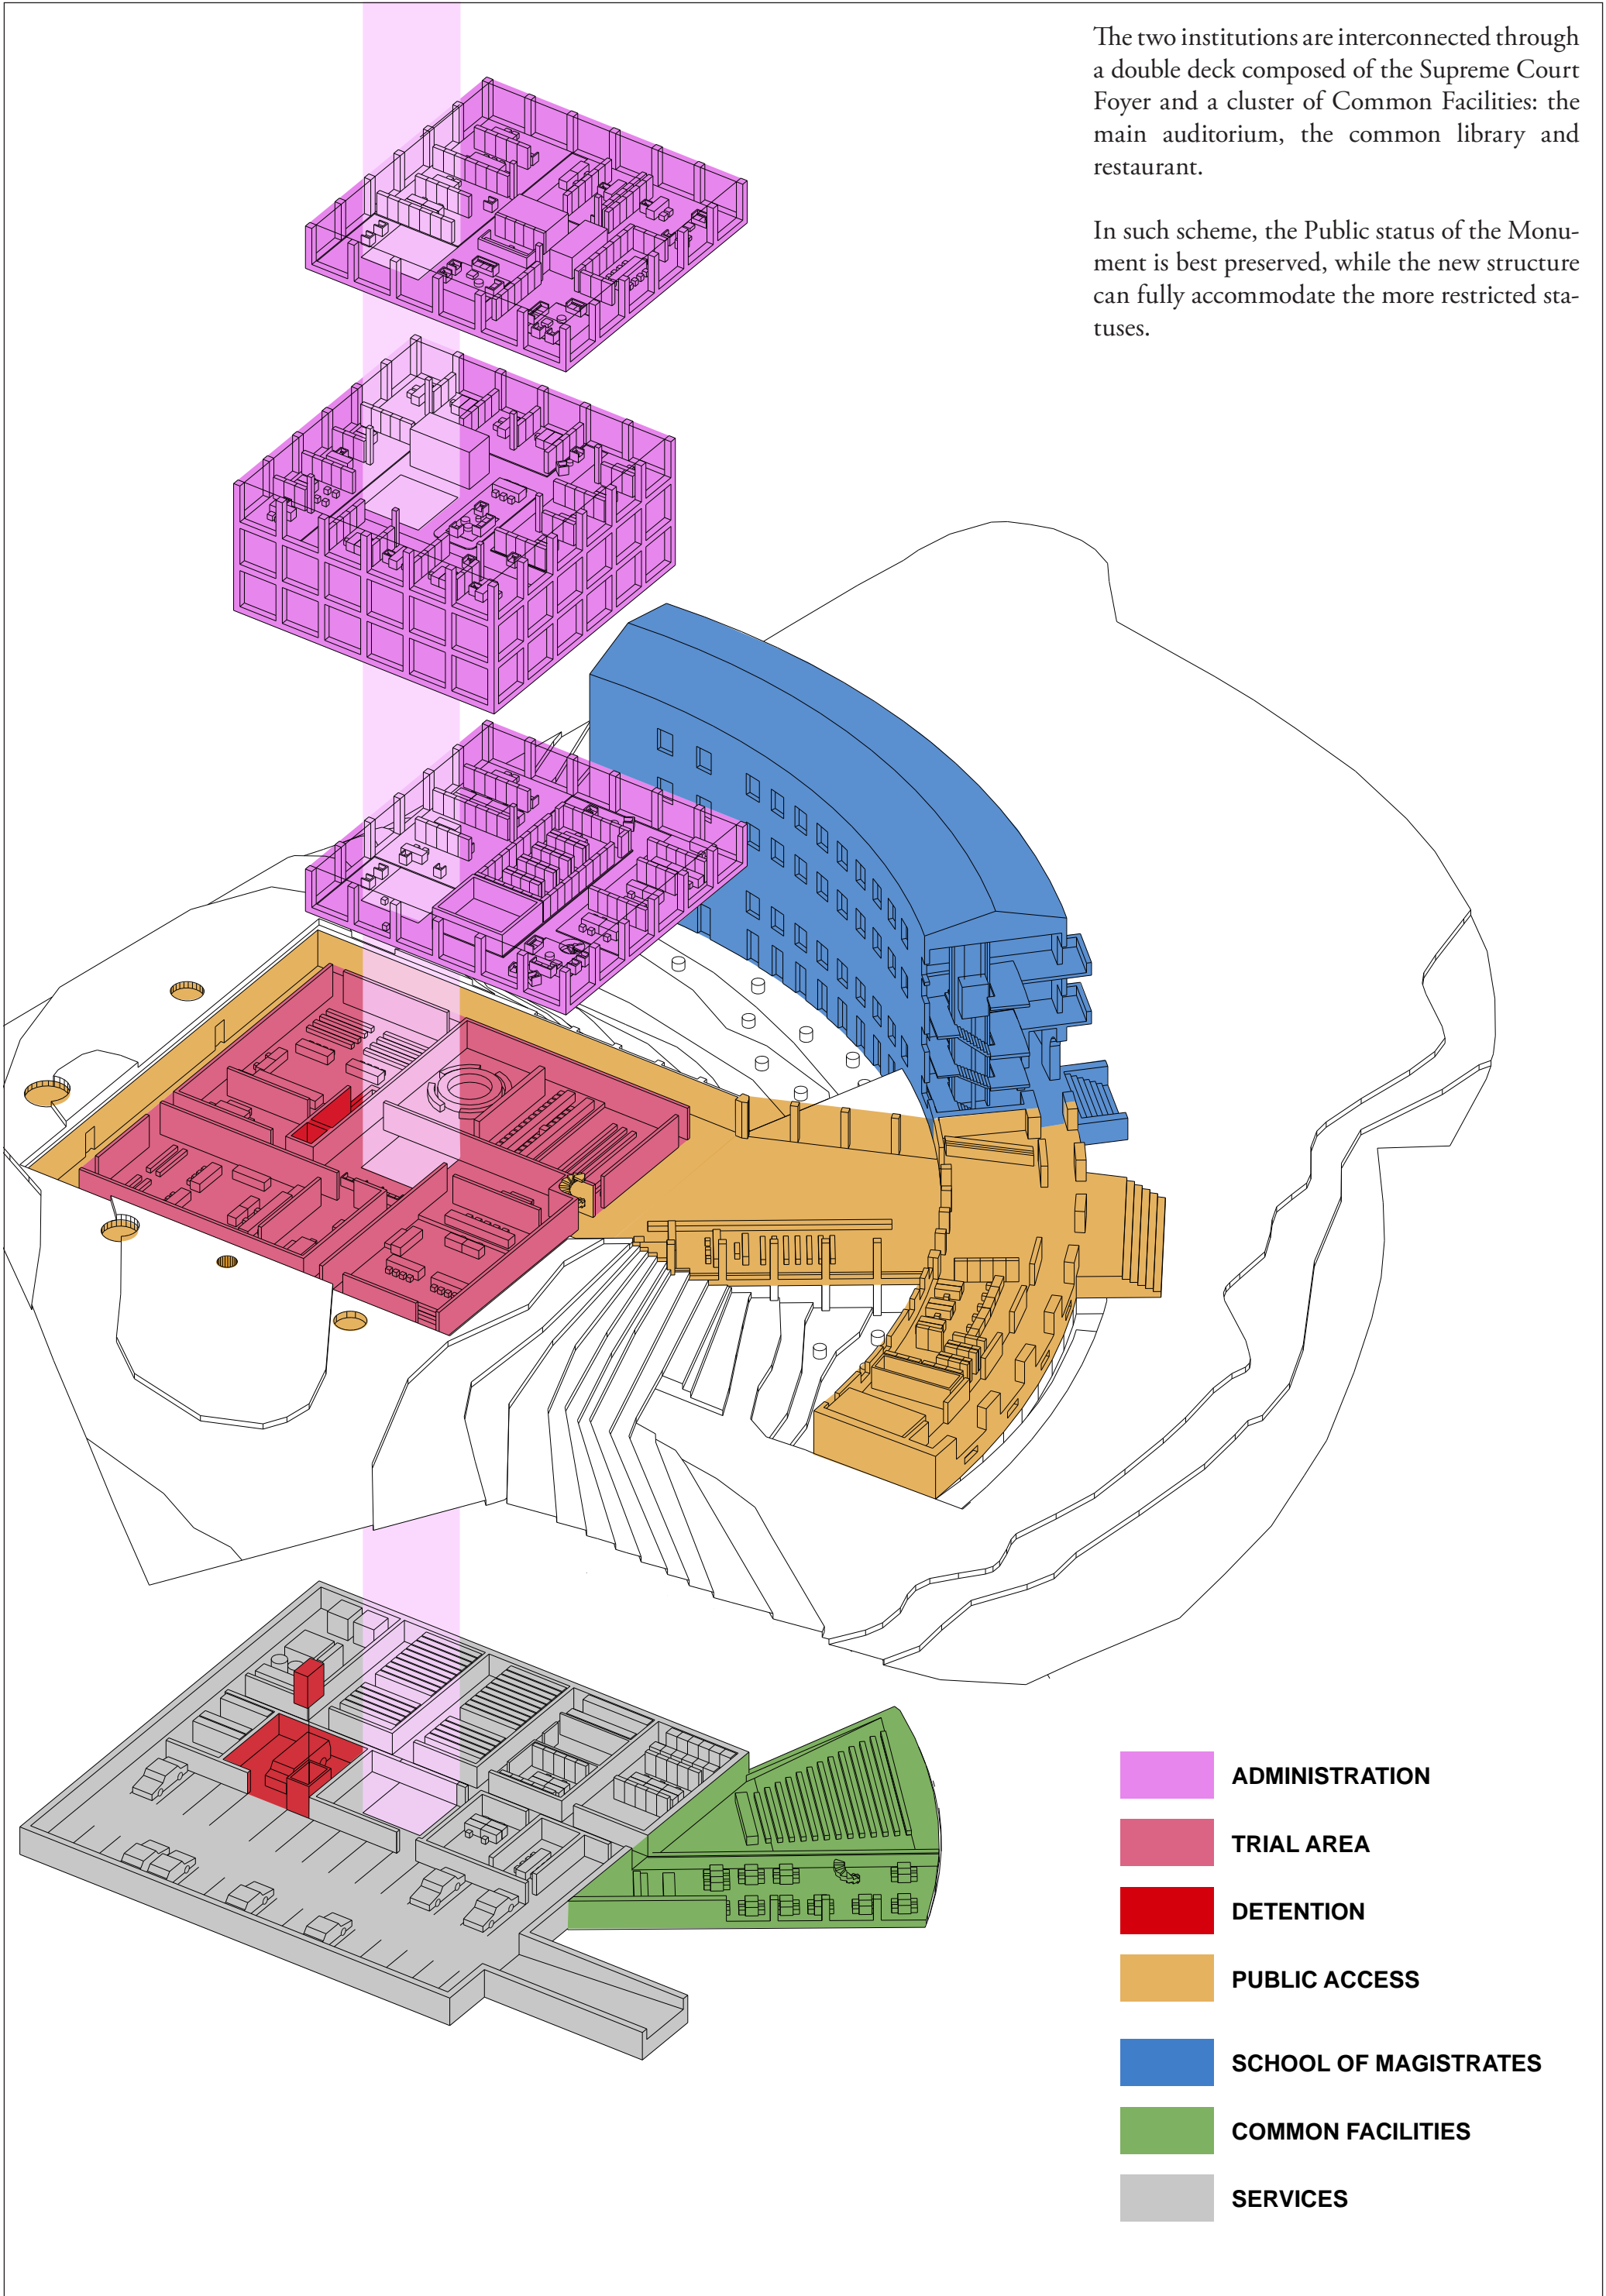 The two institutions are interconnected through
a double deck composed of the Supreme Court
Foyer and a cluster of Common Facilities: the
main auditorium, the common library and
restaurant.
In such scheme, the Public status of the Monu-
ment is best preserved, while the new structure
can fully accommodate the more restricted sta-
tuses.
ADMINISTRATION
TRIAL AREA
DETENTION
PUBLIC ACCESS
SCHOOL OF MAGISTRATES
COMMON FACILITIES
SERVICES